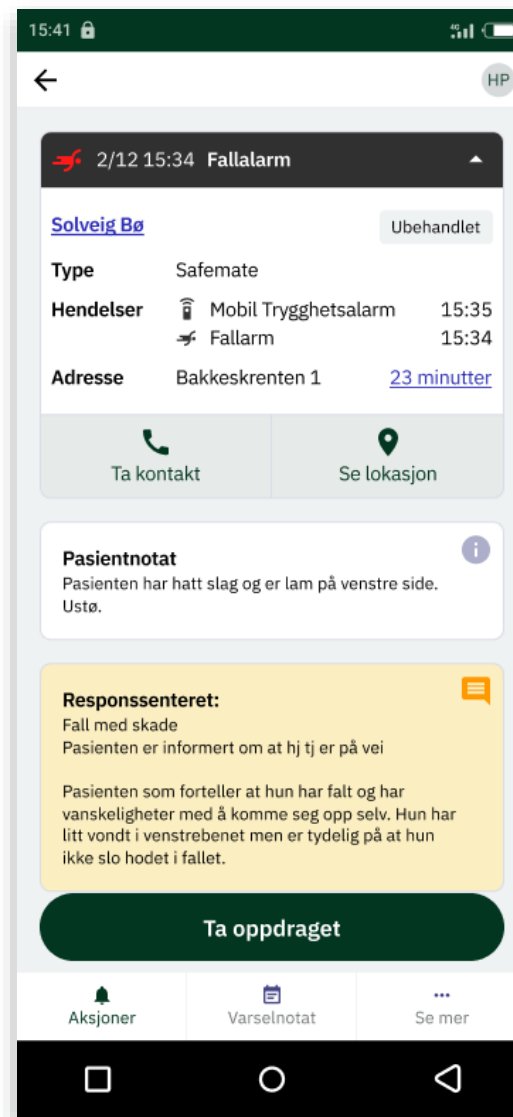 15:41
4G
HP
2/12 15:34 Fallalarm
Solveig Bø
Ubehandlet
Type Safemate
Hendelser Mobil Trygghetsalarm 15:35
Fallarm 15:34
Adresse Bakkeskrenten 1 23 minutter
Ta kontakt Se lokasjon
Pasientnotat
Pasienten har hatt slag og er lam på venstre side.
Ustø.
Responssenteret:
Fall med skade
Pasienten er informert om at hj tj er på vei
Pasienten som forteller at hun har falt og har
vanskeligheter med å komme seg opp selv. Hun har
litt vondt i venstrebenet men er tydelig på at hun
ikke slo hodet i fallet.
Ta oppdraget
Aksjoner Varselnotat Se mer